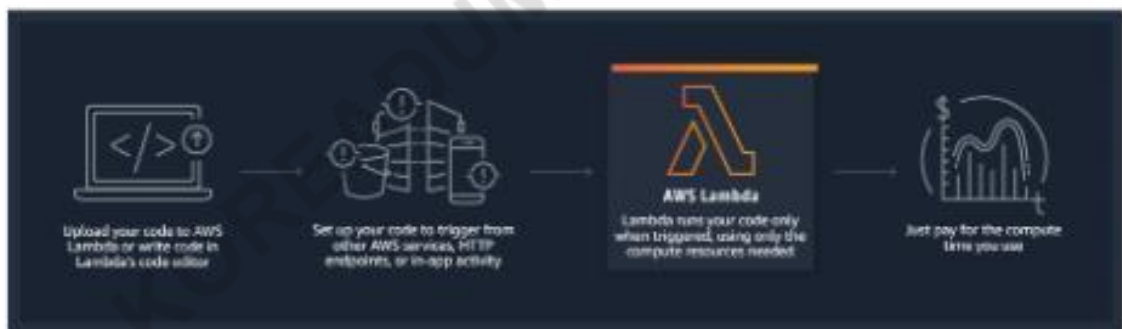 </>
Upload your code to AWS
Lambda or write code in
Lambda's code editor
Set up your code to trigger from
other AWS services, HTTP
endpoints, or in-app activity
AWS Lambda
Lambda runs your code only
when triggered, using only the
compute resources needed
$
t
Just pay for the compute
time you use